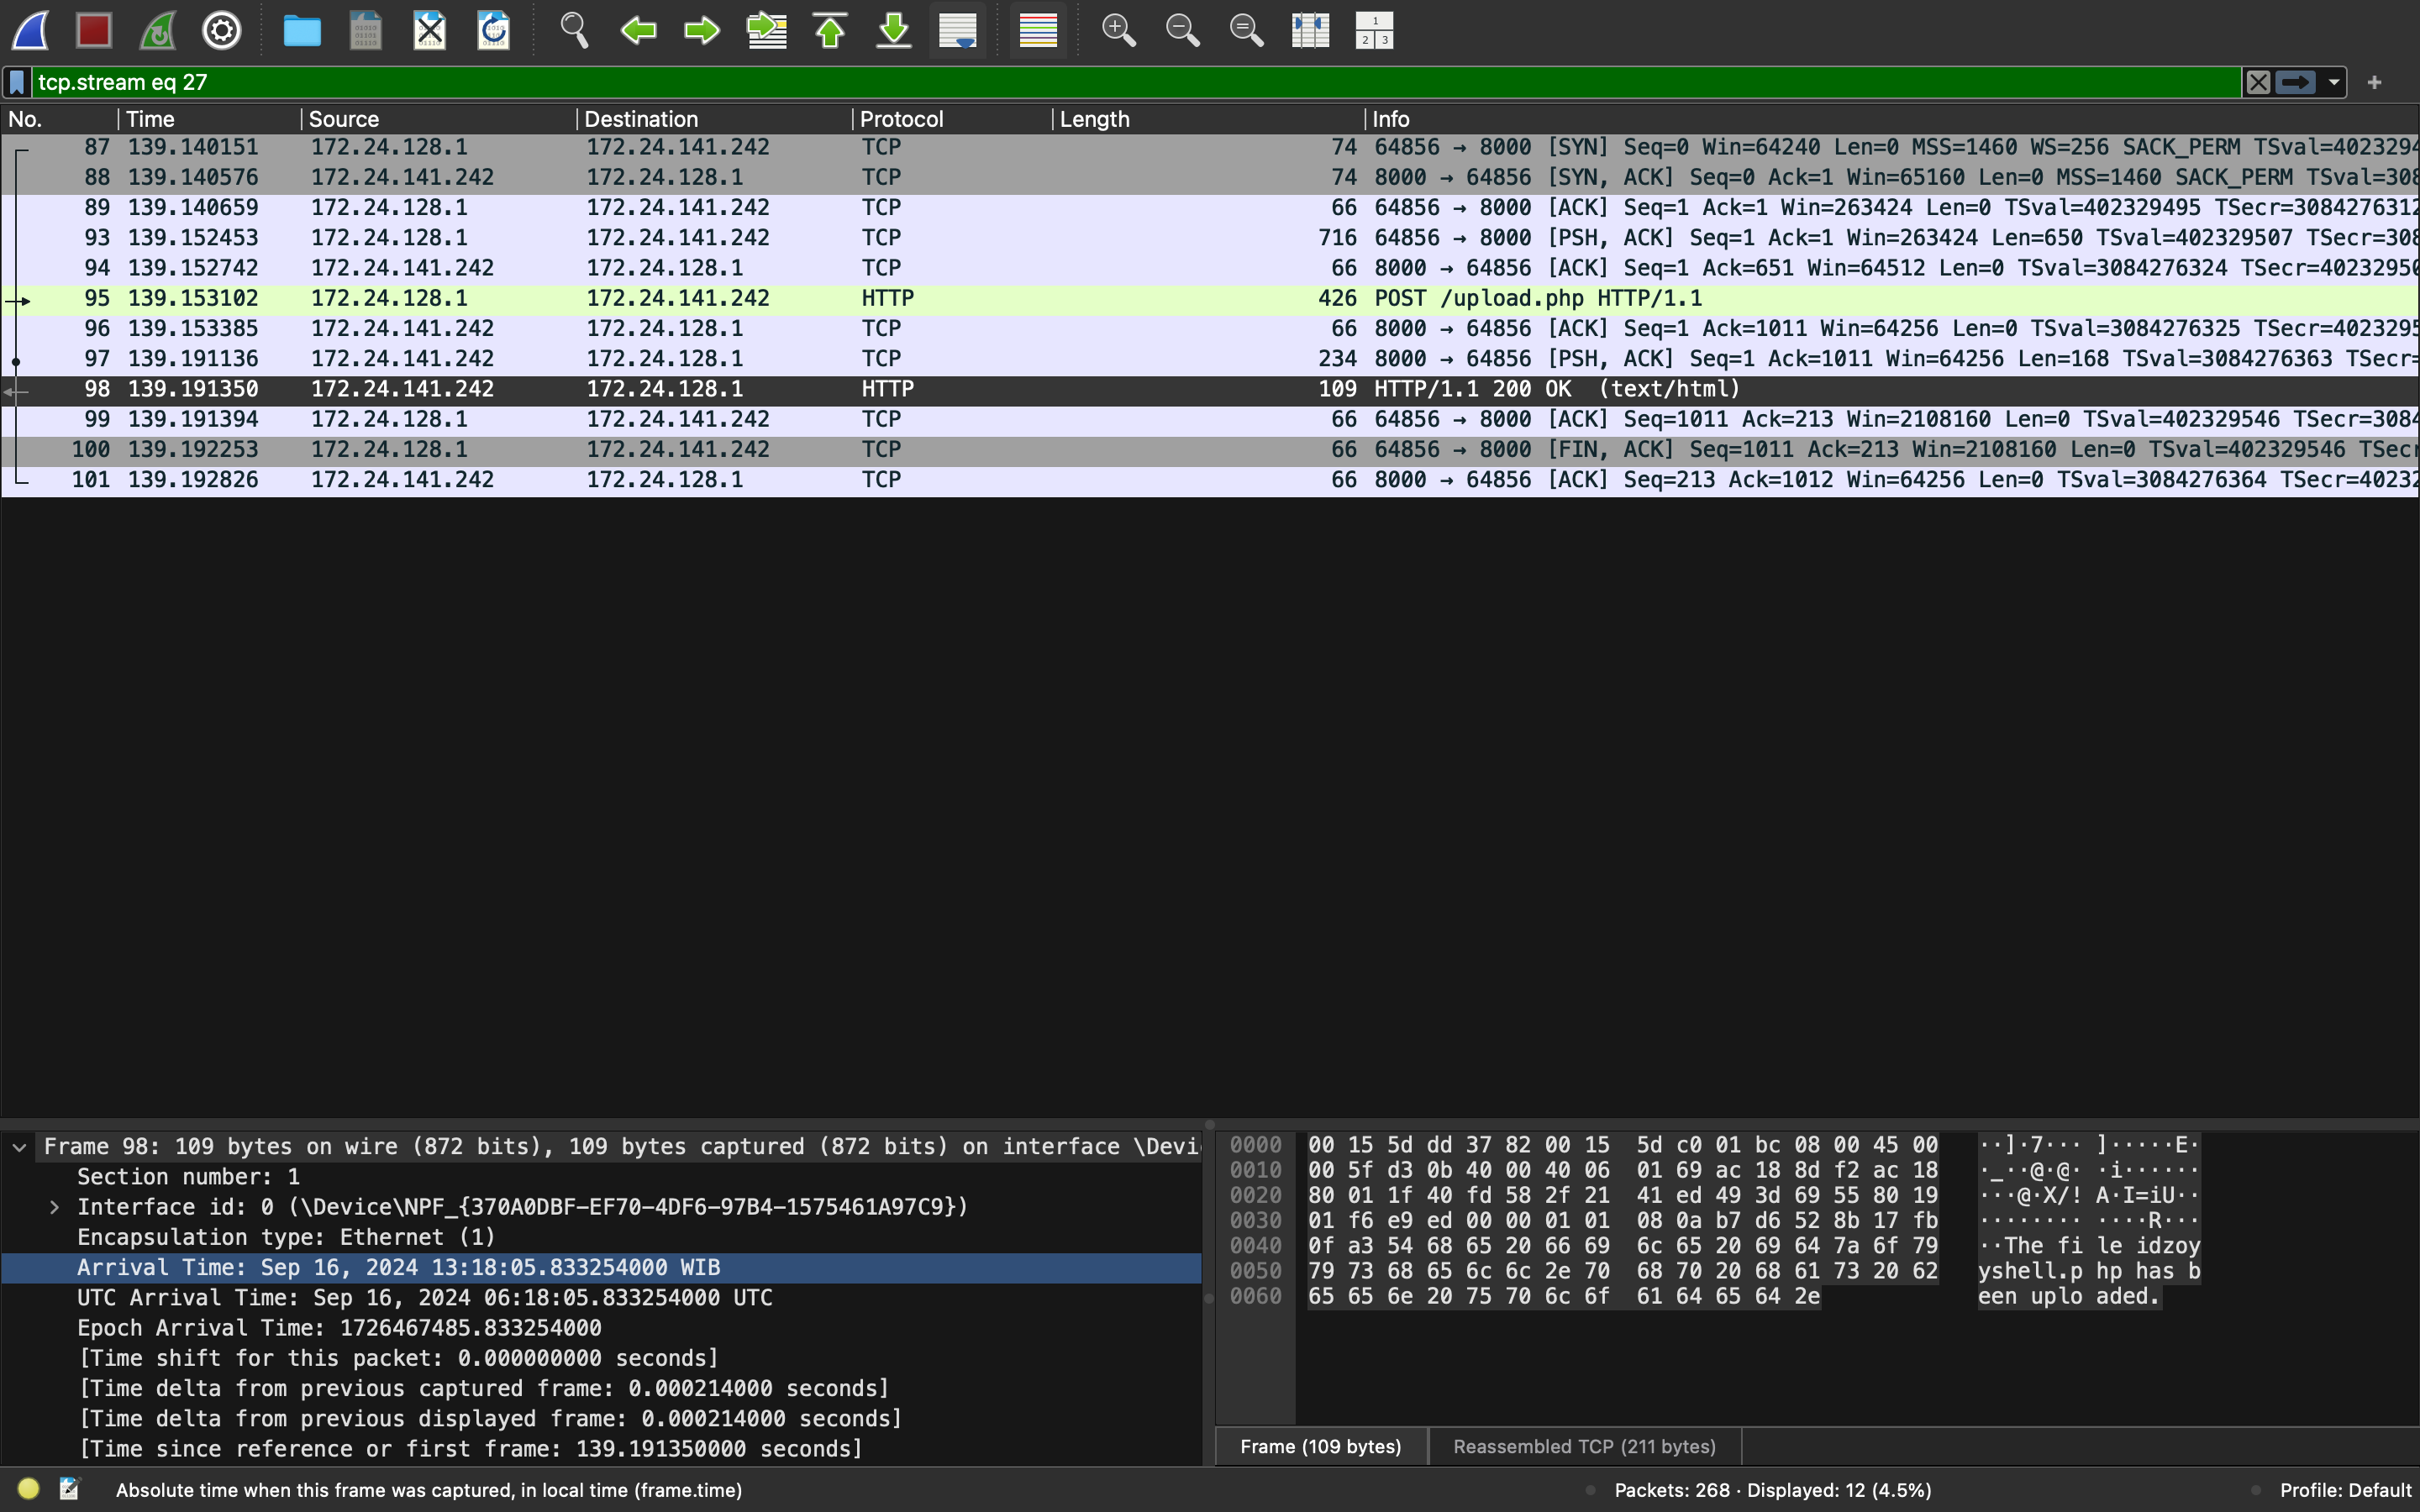 tcp.stream eq 27
No. Time Source Destination Protocol Length Info
87 139.140151 172.24.128.1 172.24.141.242 TCP 74 64856 → 8000 [SYN] Seq=0 Win=64240 Len=0 MSS=1460 WS=256 SACK_PERM TSval=4023294
88 139.140576 172.24.141.242 172.24.128.1 TCP 74 8000 → 64856 [SYN, ACK] Seq=0 Ack=1 Win=65160 Len=0 MSS=1460 SACK_PERM TSval=308
89 139.140659 172.24.128.1 172.24.141.242 TCP 66 64856 → 8000 [ACK] Seq=1 Ack=1 Win=263424 Len=0 TSval=402329495 TSecr=3084276312
93 139.152453 172.24.128.1 172.24.141.242 TCP 716 64856 → 8000 [PSH, ACK] Seq=1 Ack=1 Win=263424 Len=650 TSval=402329507 TSecr=308
94 139.152742 172.24.141.242 172.24.128.1 TCP 66 8000 → 64856 [ACK] Seq=1 Ack=651 Win=64512 Len=0 TSval=3084276324 TSecr=40232950
95 139.153102 172.24.128.1 172.24.141.242 HTTP 426 POST /upload.php HTTP/1.1
96 139.153385 172.24.141.242 172.24.128.1 TCP 66 8000 → 64856 [ACK] Seq=1 Ack=1011 Win=64256 Len=0 TSval=3084276325 TSecr=4023295
97 139.191136 172.24.141.242 172.24.128.1 TCP 234 8000 → 64856 [PSH, ACK] Seq=1 Ack=1011 Win=64256 Len=168 TSval=3084276363 TSecr=
98 139.191350 172.24.141.242 172.24.128.1 HTTP 109 HTTP/1.1 200 OK  (text/html)
99 139.191394 172.24.128.1 172.24.141.242 TCP 66 64856 → 8000 [ACK] Seq=1011 Ack=213 Win=2108160 Len=0 TSval=402329546 TSecr=3084
100 139.192253 172.24.128.1 172.24.141.242 TCP 66 64856 → 8000 [FIN, ACK] Seq=1011 Ack=213 Win=2108160 Len=0 TSval=402329546 TSecr
101 139.192826 172.24.141.242 172.24.128.1 TCP 66 8000 → 64856 [ACK] Seq=213 Ack=1012 Win=64256 Len=0 TSval=3084276364 TSecr=40232
Frame 98: 109 bytes on wire (872 bits), 109 bytes captured (872 bits) on interface \Devi
Section number: 1
Interface id: 0 (\Device\NPF_{370A0DBF-EF70-4DF6-97B4-1575461A97C9})
Encapsulation type: Ethernet (1)
Arrival Time: Sep 16, 2024 13:18:05.833254000 WIB
UTC Arrival Time: Sep 16, 2024 06:18:05.833254000 UTC
Epoch Arrival Time: 1726467485.833254000
[Time shift for this packet: 0.000000000 seconds]
[Time delta from previous captured frame: 0.000214000 seconds]
[Time delta from previous displayed frame: 0.000214000 seconds]
[Time since reference or first frame: 139.191350000 seconds]
0000 00 15 5d dd 37 82 00 15 5d c0 01 bc 08 00 45 00 ··]·7··· ]·····E·
0010 00 5f d3 0b 40 00 40 06 01 69 ac 18 8d f2 ac 18 ·_··@·@· ·i······
0020 80 01 1f 40 fd 58 2f 21 41 ed 49 3d 69 55 80 19 ···@·X/! A·I=iU··
0030 01 f6 e9 ed 00 00 01 01 08 0a b7 d6 52 8b 17 fb ········ ····R···
0040 0f a3 54 68 65 20 66 69 6c 65 20 69 64 7a 6f 79 ··The fi le idzoy
0050 79 73 68 65 6c 6c 2e 70 68 70 20 68 61 73 20 62 yshell.p hp has b
0060 65 65 6e 20 75 70 6c 6f 61 64 65 64 2e een uplo aded.
Frame (109 bytes) Reassembled TCP (211 bytes)
Absolute time when this frame was captured, in local time (frame.time) Packets: 268 · Displayed: 12 (4.5%) Profile: Default